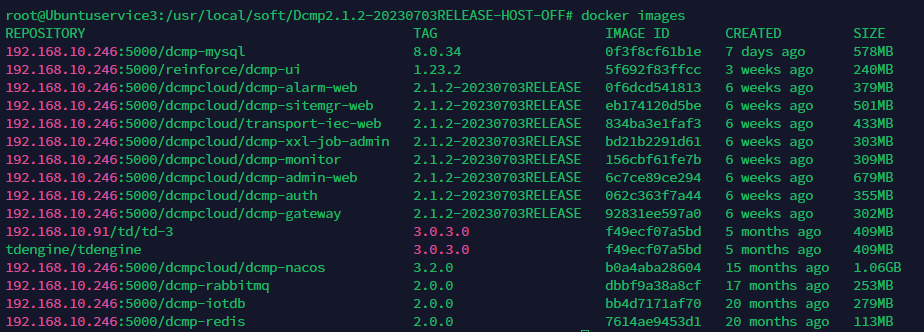 root@Ubuntuservice3:/usr/local/soft/Dcmp2.1.2-20230703RELEASE-HOST-OFF# docker images
REPOSITORY TAG IMAGE ID CREATED SIZE
192.168.10.246:5000/dcmp-mysql 8.0.34 0f3f8cf61b1e 7 days ago 578MB
192.168.10.246:5000/reinforce/dcmp-ui 1.23.2 5f692f83ffcc 3 weeks ago 240MB
192.168.10.246:5000/dcmpcloud/dcmp-alarm-web 2.1.2-20230703RELEASE 0f6dcd541813 6 weeks ago 379MB
192.168.10.246:5000/dcmpcloud/dcmp-sitemgr-web 2.1.2-20230703RELEASE eb174120d5be 6 weeks ago 501MB
192.168.10.246:5000/dcmpcloud/transport-iec-web 2.1.2-20230703RELEASE 834ba3e1faf3 6 weeks ago 433MB
192.168.10.246:5000/dcmpcloud/dcmp-xxl-job-admin 2.1.2-20230703RELEASE bd21b2291d61 6 weeks ago 303MB
192.168.10.246:5000/dcmpcloud/dcmp-monitor 2.1.2-20230703RELEASE 156cbf61fe7b 6 weeks ago 309MB
192.168.10.246:5000/dcmpcloud/dcmp-admin-web 2.1.2-20230703RELEASE 6c7ce89ce294 6 weeks ago 679MB
192.168.10.246:5000/dcmpcloud/dcmp-auth 2.1.2-20230703RELEASE 062c363f7a44 6 weeks ago 355MB
192.168.10.246:5000/dcmpcloud/dcmp-gateway 2.1.2-20230703RELEASE 92831ee597a0 6 weeks ago 302MB
192.168.10.91/td/td-3 3.0.3.0 f49ecf07a5bd 5 months ago 409MB
tdengine/tdengine 3.0.3.0 f49ecf07a5bd 5 months ago 409MB
192.168.10.246:5000/dcmpcloud/dcmp-nacos 3.2.0 b0a4aba28604 15 months ago 1.06GB
192.168.10.246:5000/dcmp-rabbitmq 2.0.0 dbbf9a38a8cf 17 months ago 253MB
192.168.10.246:5000/dcmp-iotdb 2.0.0 bb4d7171af70 20 months ago 279MB
192.168.10.246:5000/dcmp-redis 2.0.0 7614ae9453d1 20 months ago 113MB